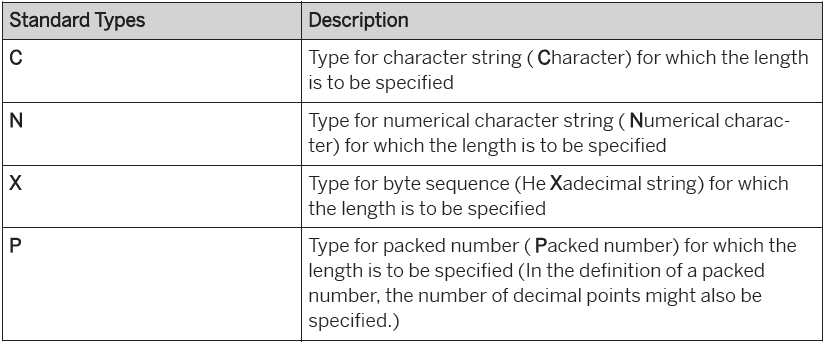 Standard Types Description
C Type for character string ( Character) for which the length
is to be specified
N Type for numerical character string ( Numerical charac-
ter) for which the length is to be specified
X Type for byte sequence (He Xadecimal string) for which
the length is to be specified
P Type for packed number ( Packed number) for which the
length is to be specified (In the definition of a packed
number, the number of decimal points might also be
specified.)